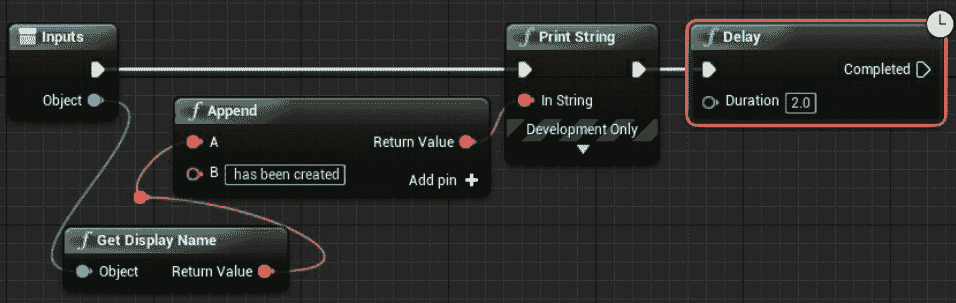 Inputs
Object
f Append
A
Return Value
B has been created
Add pin +
f Get Display Name
Object Return Value
f Print String
In String
Development Only
f Delay
Completed
Duration 2.0